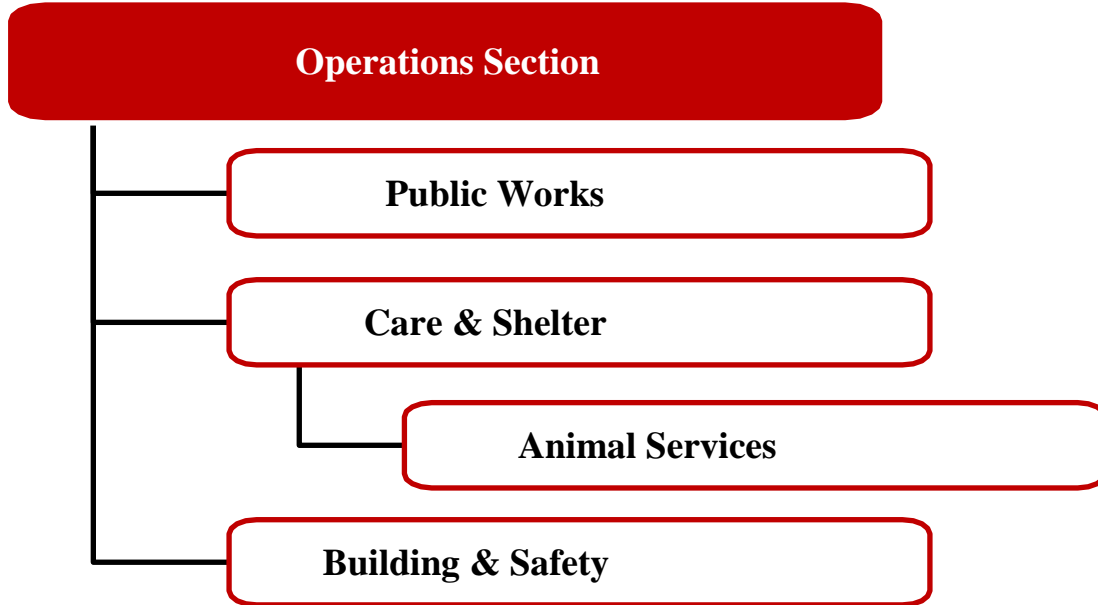 Operations Section
Public Works
Care & Shelter
Animal Services
Building & Safety